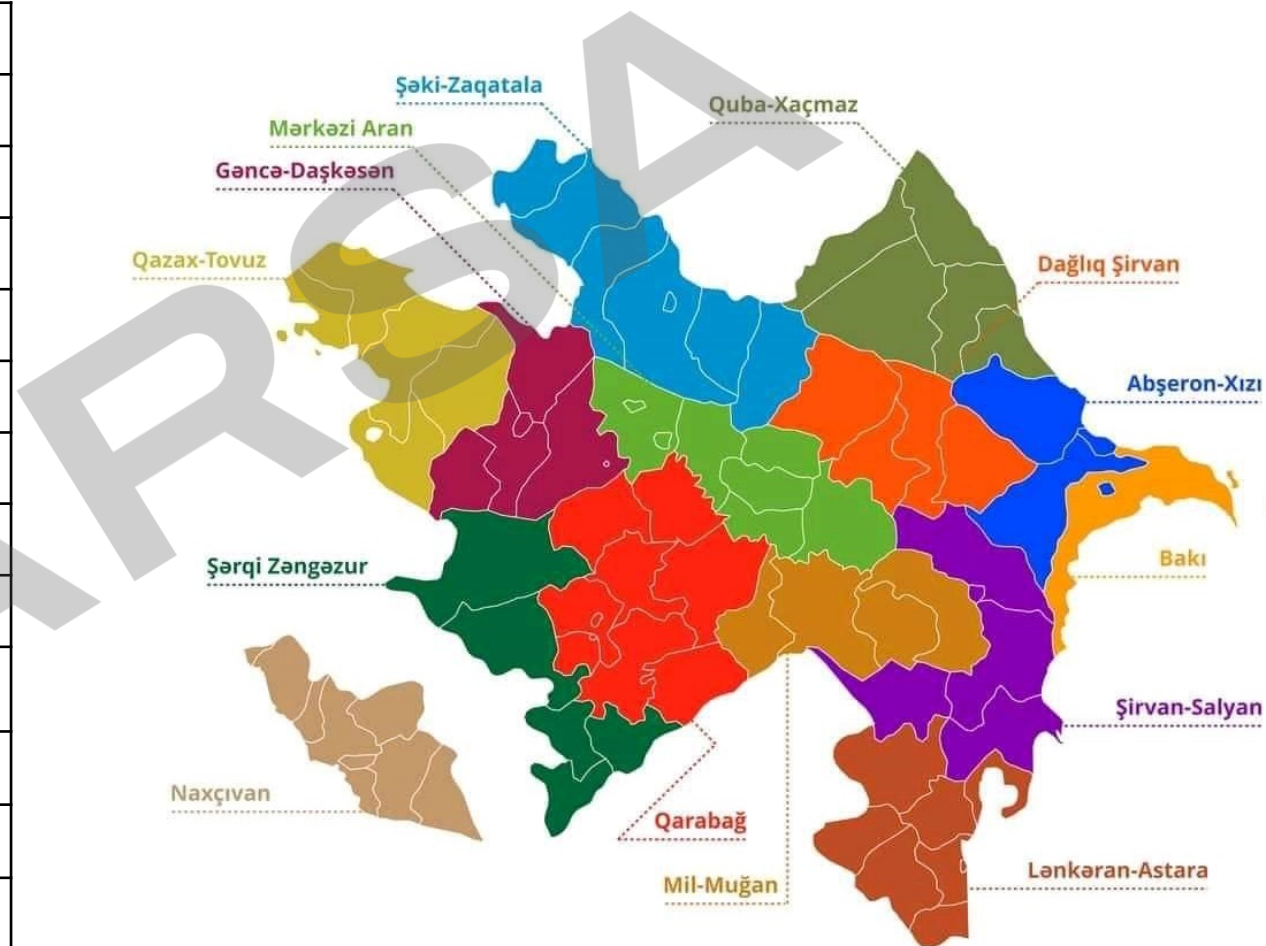 Şəki-Zaqatala
Quba-Xaçmaz
Mərkəzi Aran
Gəncə-Daşkəsən
Qazax-Tovuz
Dağlıq Şirvan
Abşeron-Xızı
Şərqi Zəngəzur
Bakı
Şirvan-Salyan
Naxçıvan
Qarabağ
Lənkəran-Astara
Mil-Muğan
ARSA